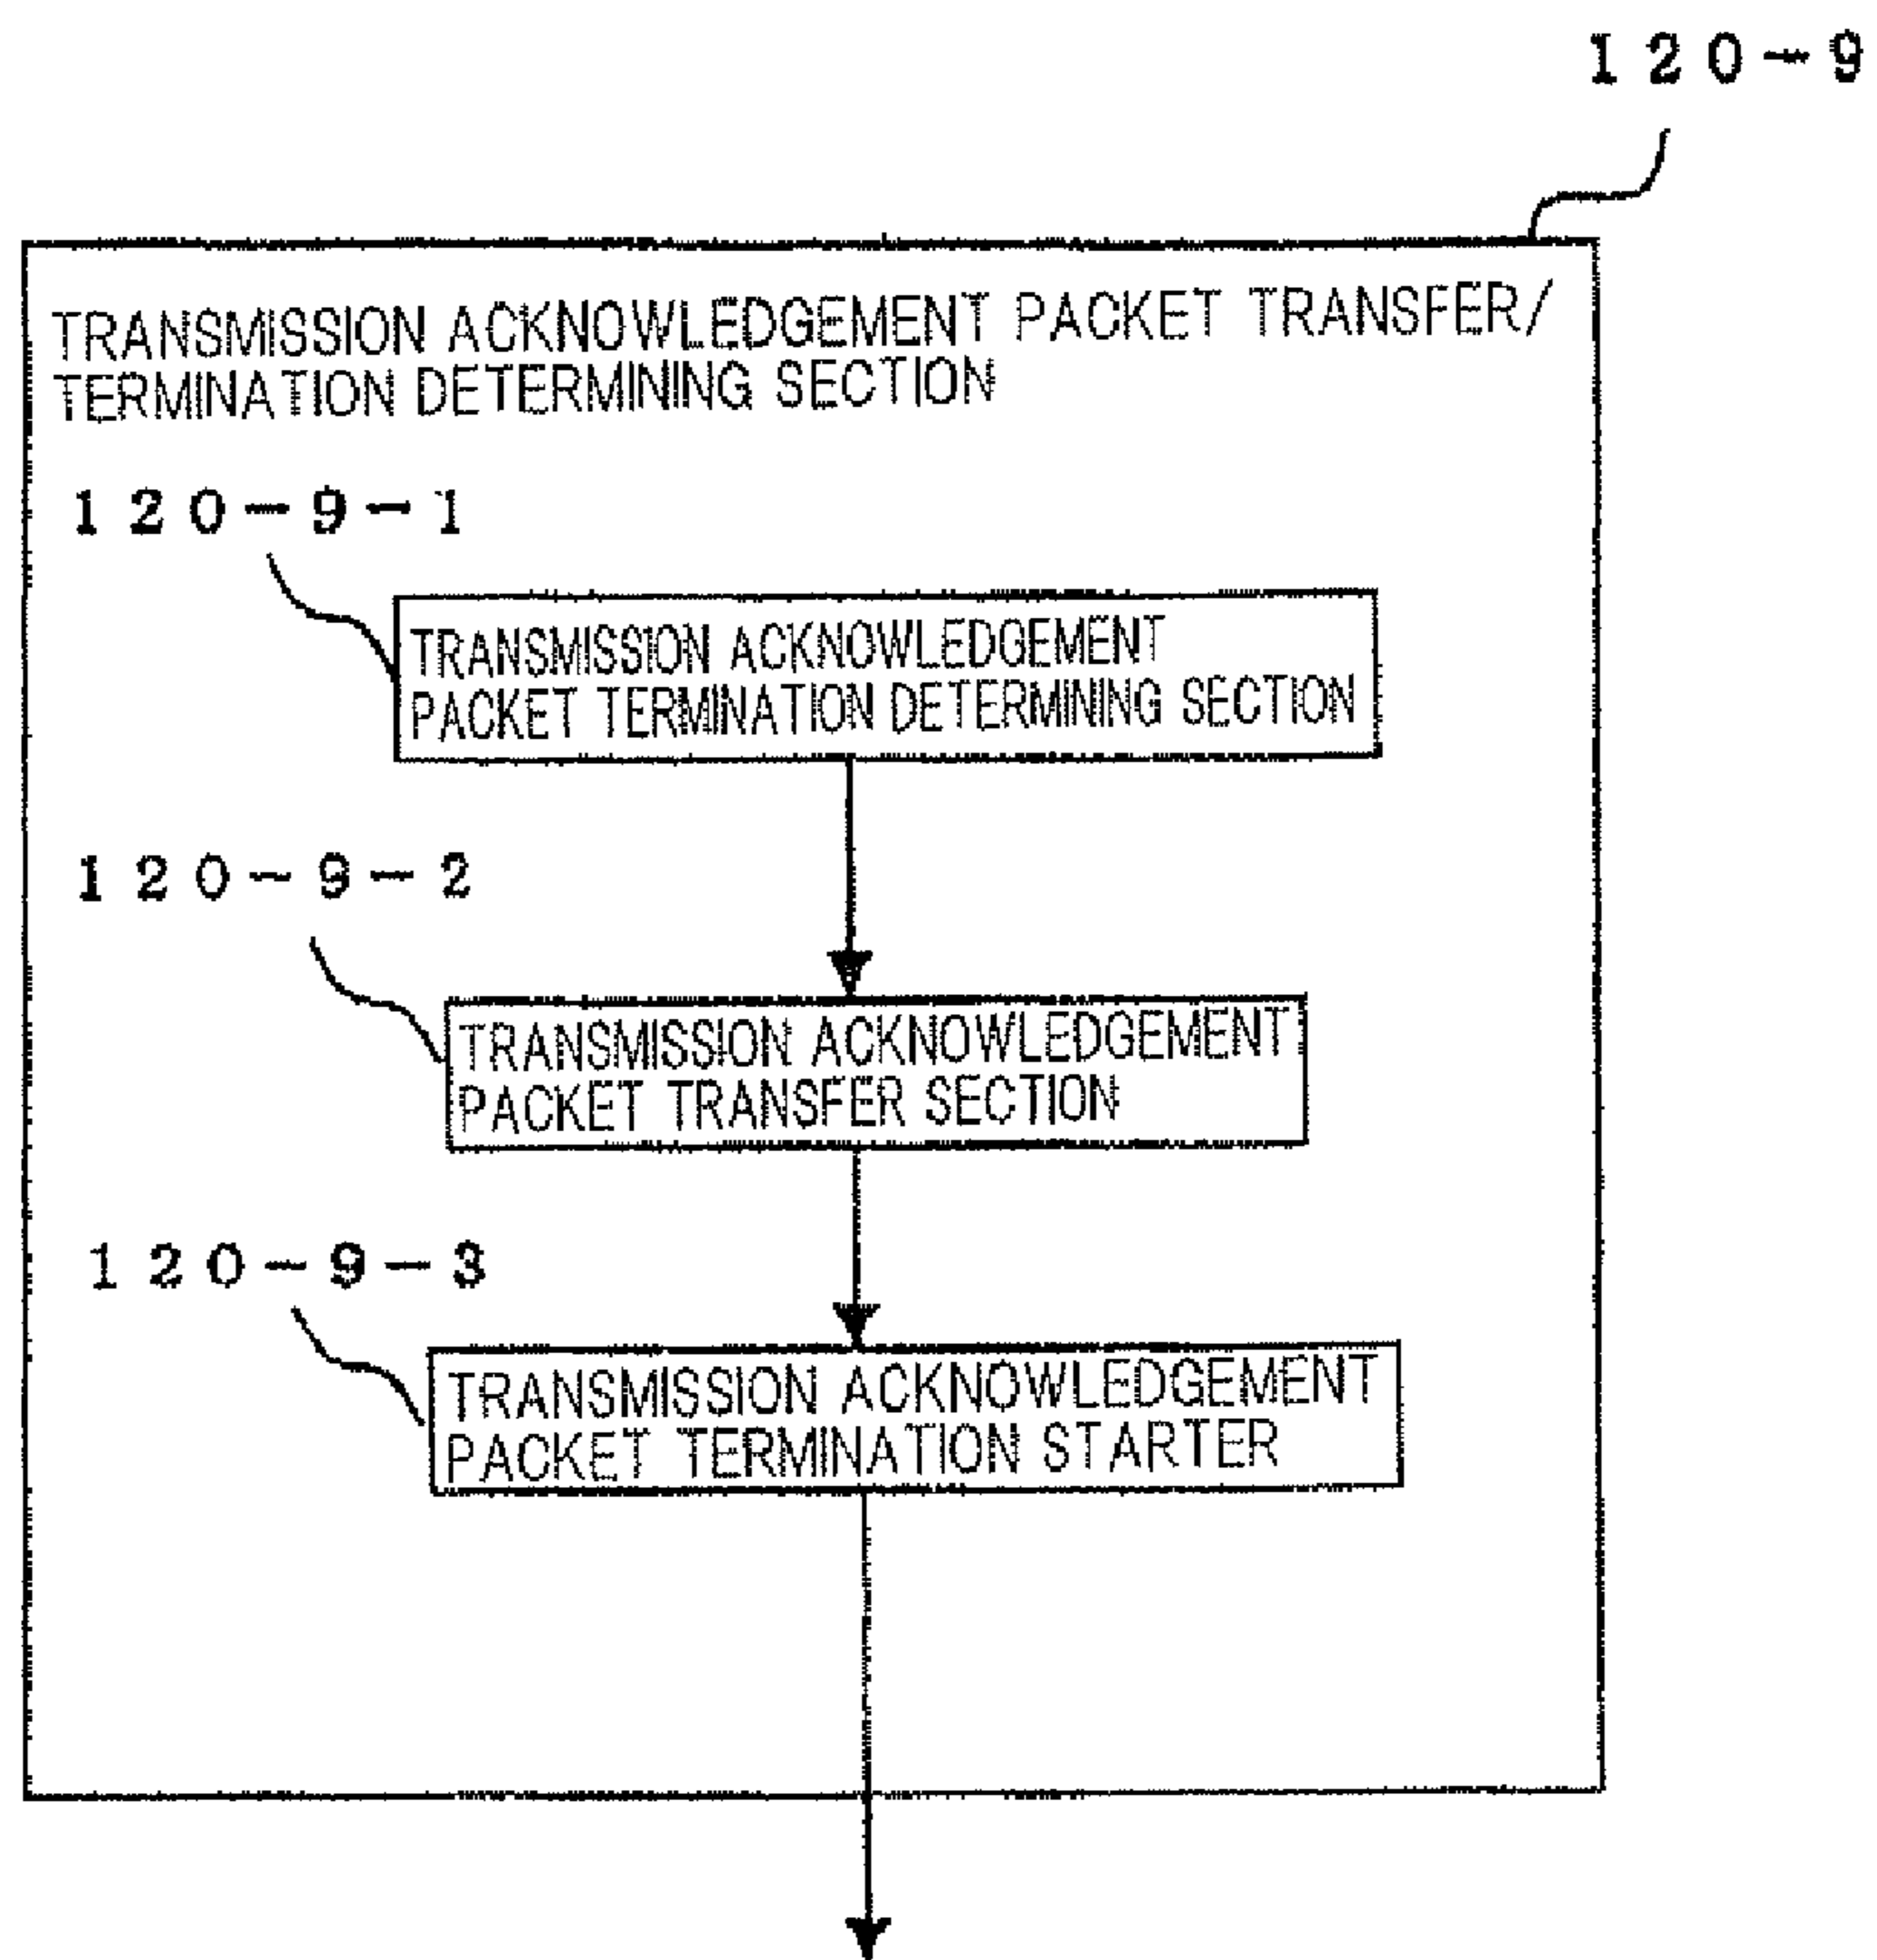 120-9
TRANSMISSION ACKNOWLEDGEMENT PACKET TRANSFER/
TERMINATION DETERMINING SECTION
120-9-1
TRANSMISSION ACKNOWLEDGEMENT
PACKET TERMINATION DETERMINING SECTION
120-9-2
TRANSMISSION ACKNOWLEDGEMENT
PACKET TRANSFER SECTION
120-9-3
TRANSMISSION ACKNOWLEDGEMENT
PACKET TERMINATION STARTER